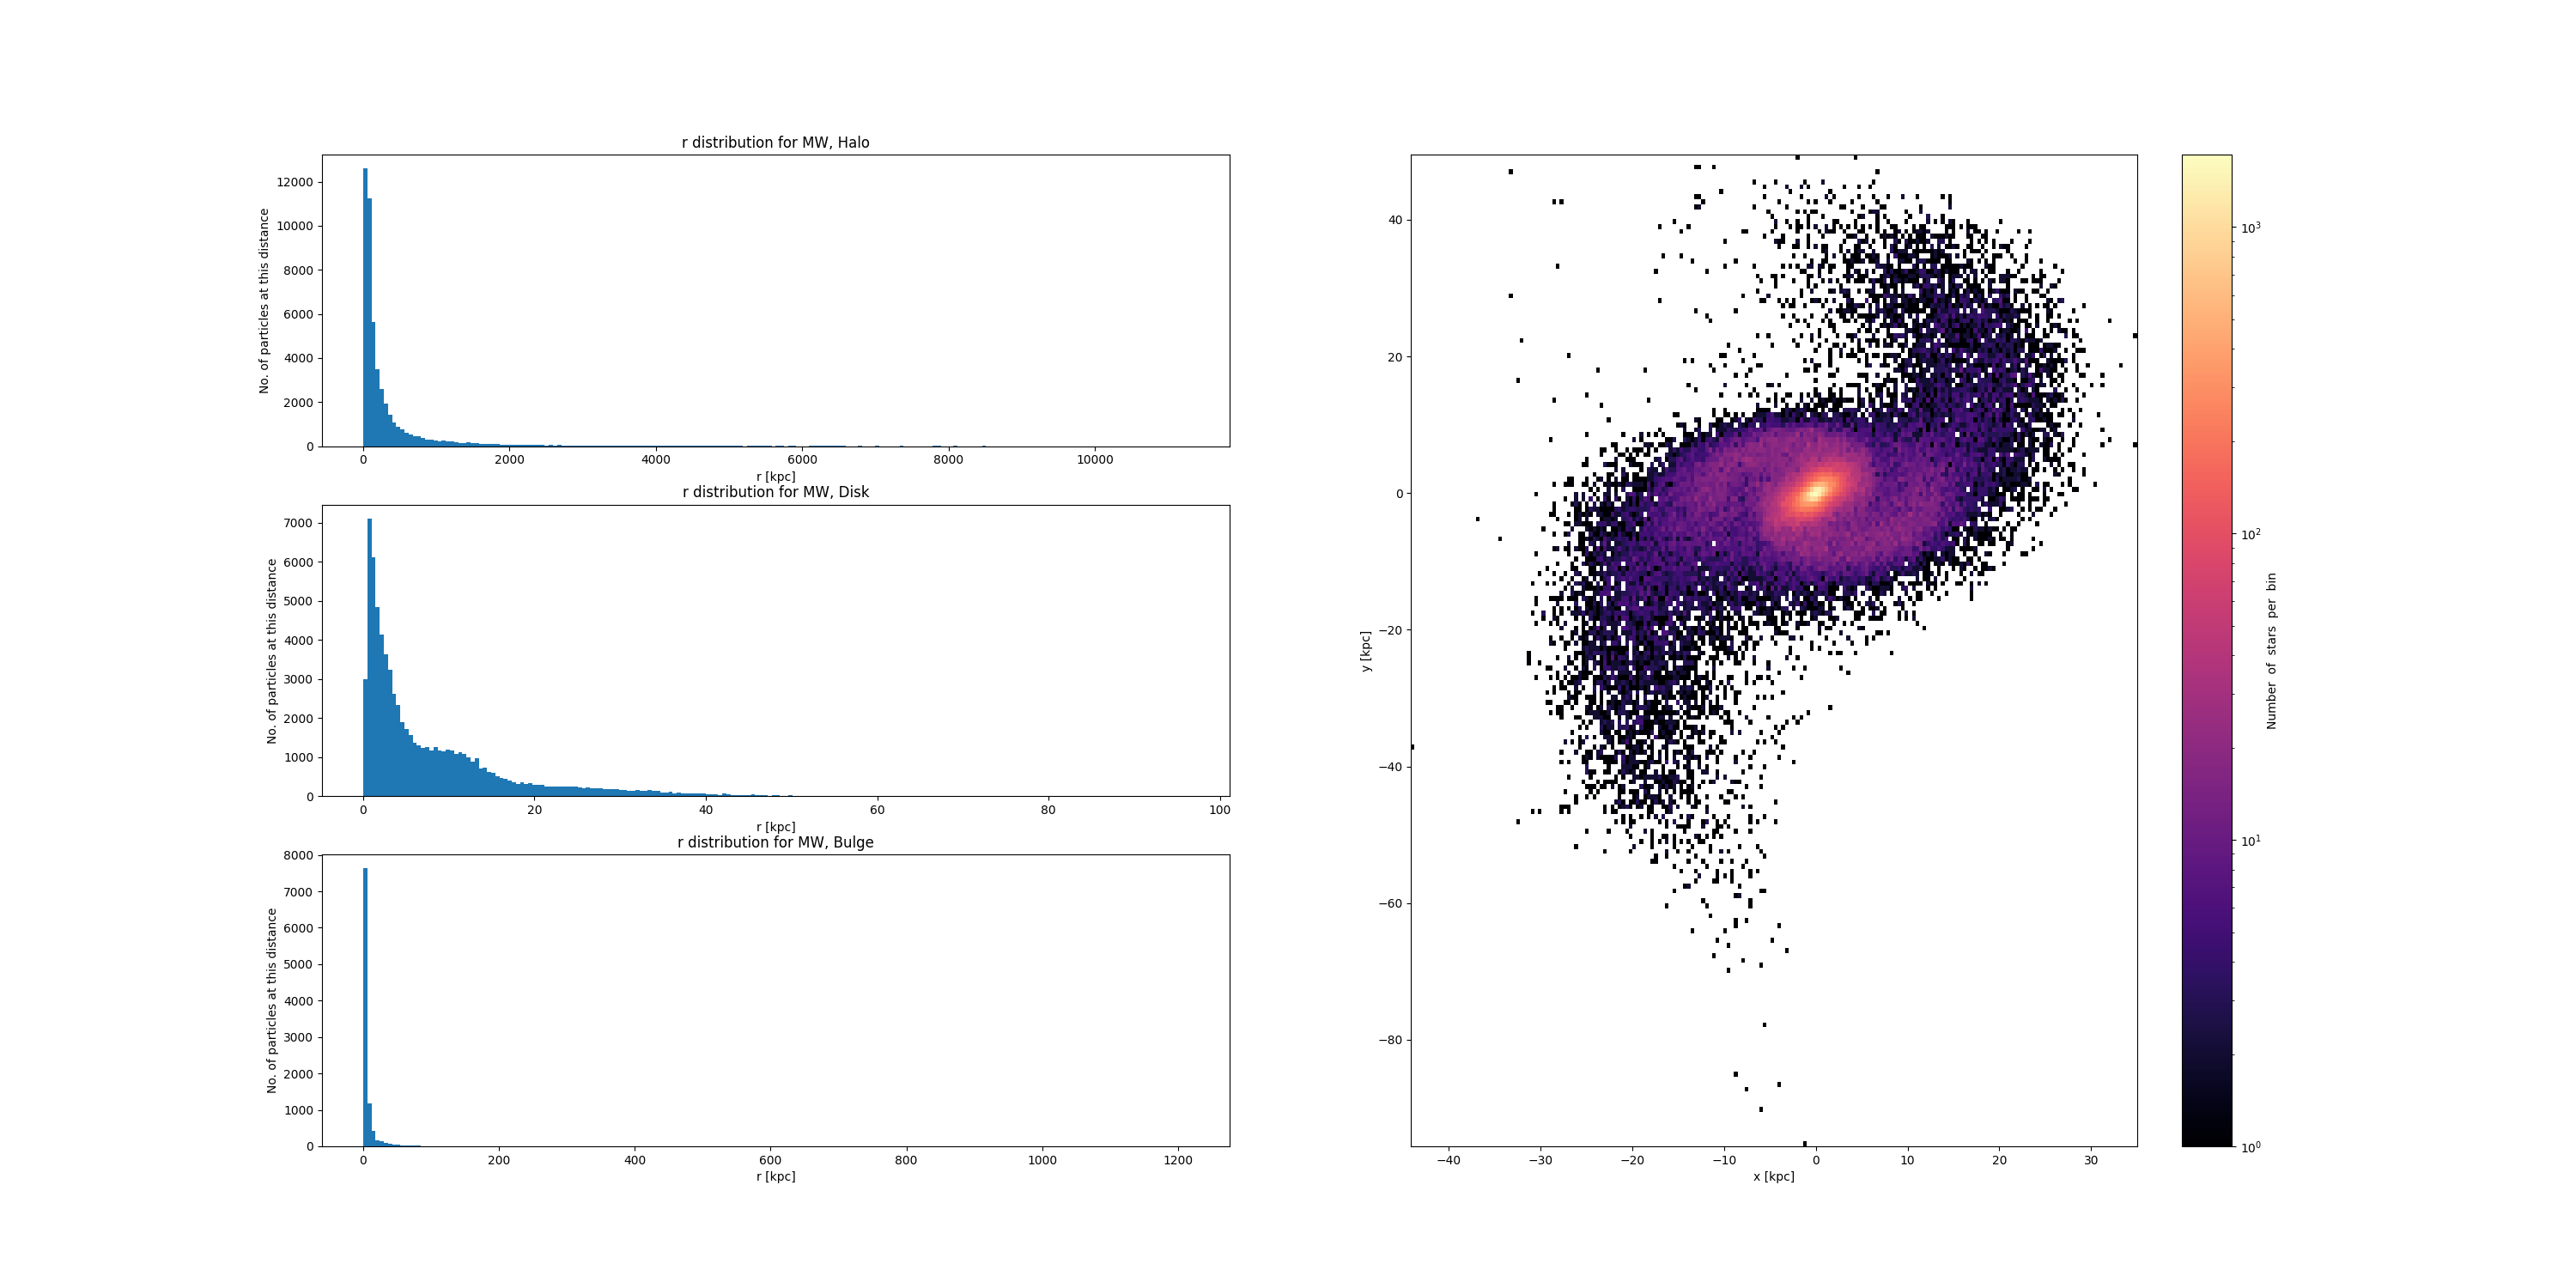 r distribution for MW, Halo
No. of particles at this distance
12000
10000
8000
6000
4000
2000
0
0 2000 4000 6000 8000 10000
r [kpc]
r distribution for MW, Disk
No. of particles at this distance
7000
6000
5000
4000
3000
2000
1000
0
0 20 40 60 80 100
r [kpc]
r distribution for MW, Bulge
No. of particles at this distance
8000
7000
6000
5000
4000
3000
2000
1000
0
0 200 400 600 800 1000 1200
r [kpc]
y [kpc]
40
20
0
−20
−40
−60
−80
−40 −30 −20 −10 0 10 20 30
x [kpc]
10³
10²
10¹
10⁰
Number of stars per bin